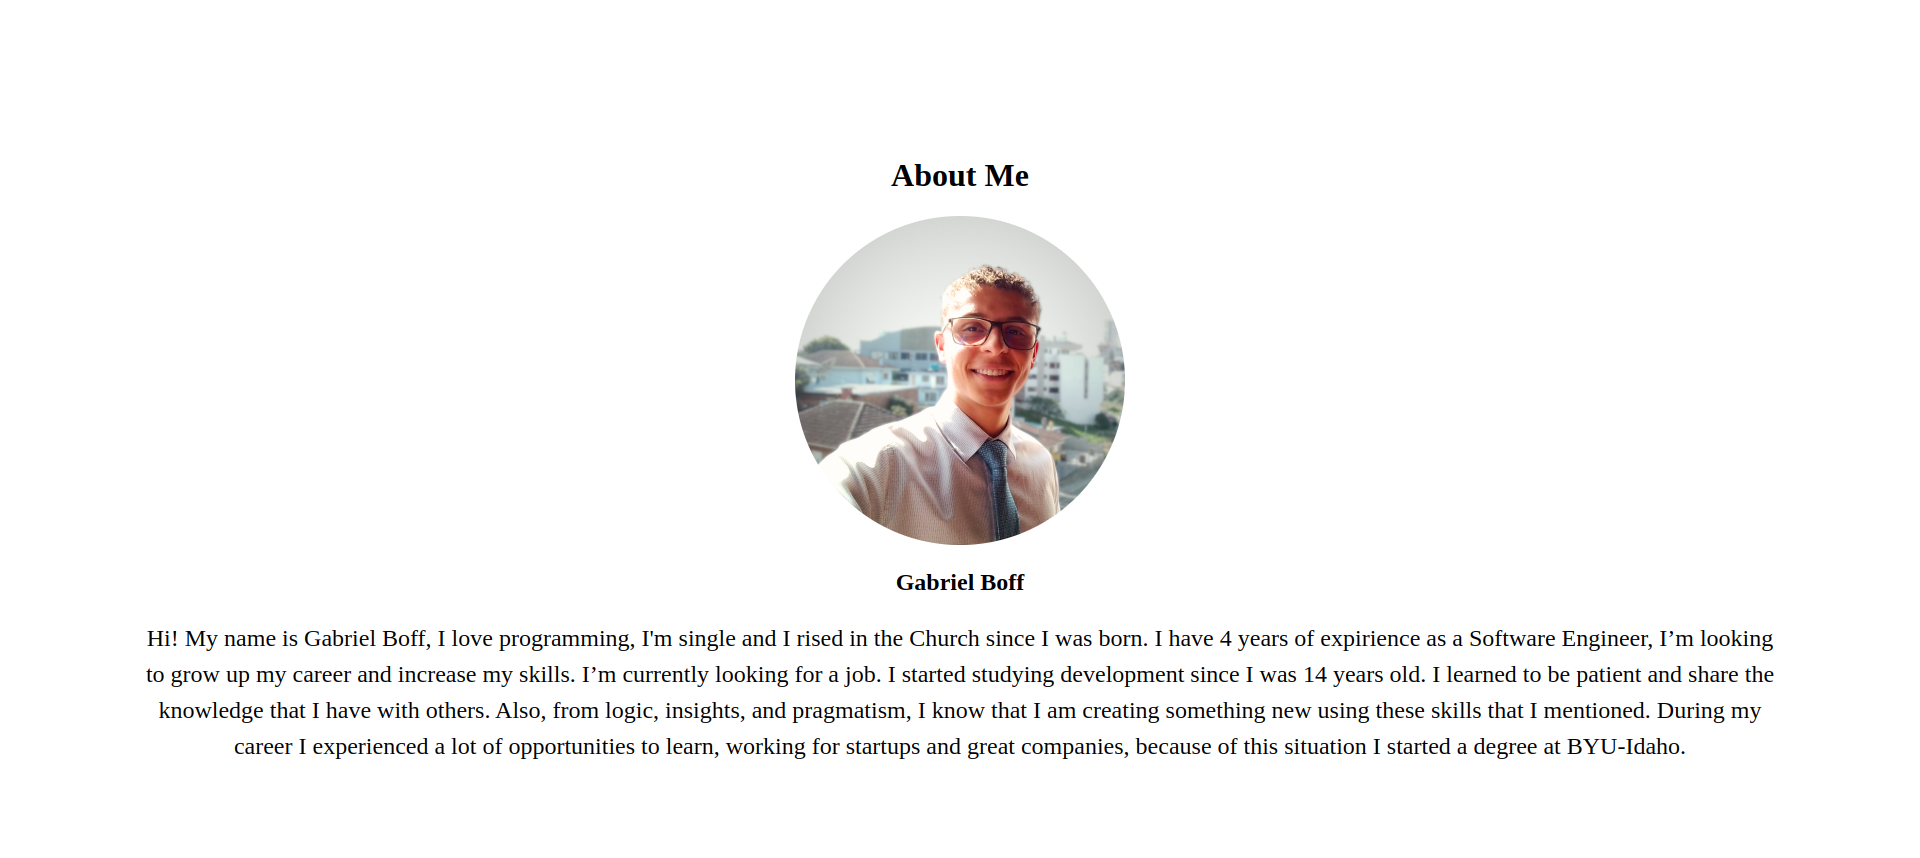 About Me
Gabriel Boff
Hi! My name is Gabriel Boff, I love programming, I'm single and I rised in the Church since I was born. I have 4 years of expirience as a Software Engineer, I’m looking
to grow up my career and increase my skills. I’m currently looking for a job. I started studying development since I was 14 years old. I learned to be patient and share the
knowledge that I have with others. Also, from logic, insights, and pragmatism, I know that I am creating something new using these skills that I mentioned. During my
career I experienced a lot of opportunities to learn, working for startups and great companies, because of this situation I started a degree at BYU-Idaho.